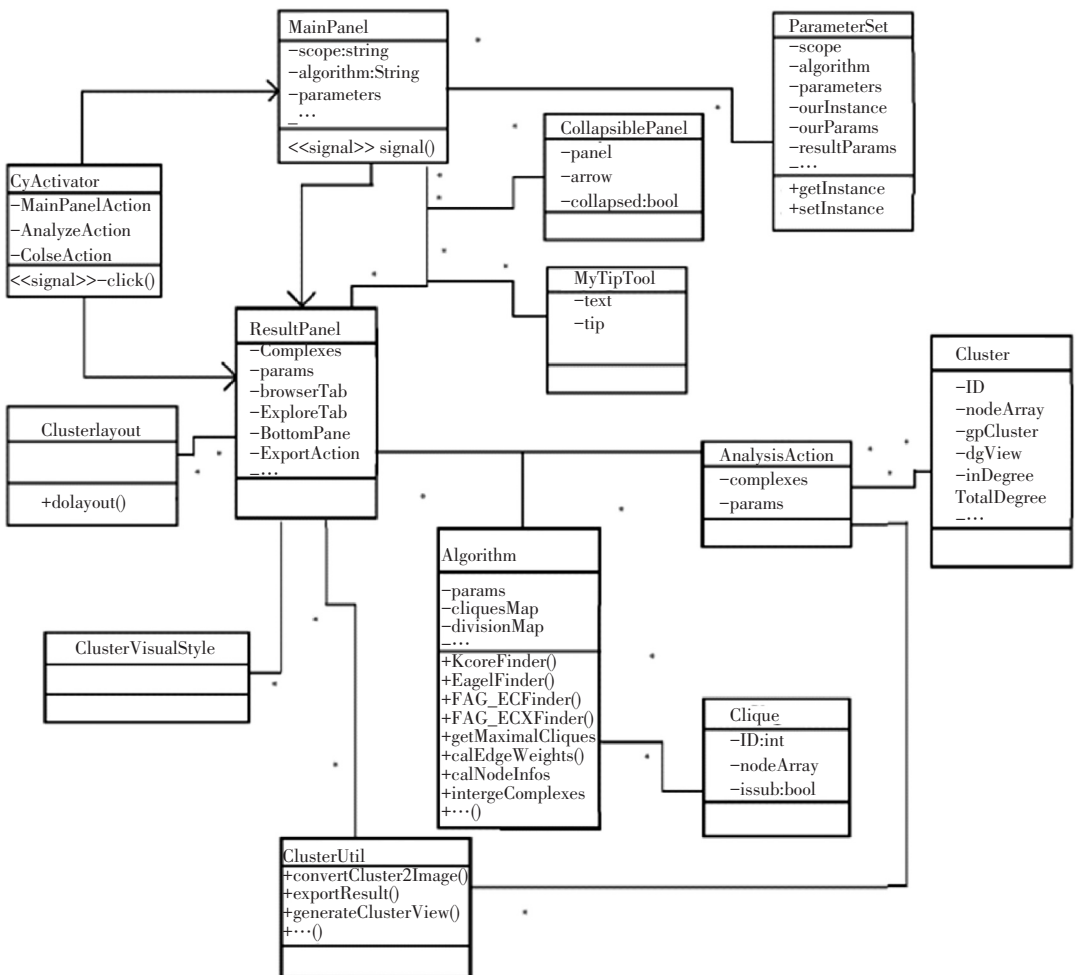 MainPanel
−scope:string
−algorithm:String
−parameters
_…
<<signal>> signal()
ParameterSet
−scope
−algorithm
−parameters
−ourInstance
−ourParams
−resultParams
−…
+getInstance
+setInstance
CollapsiblePanel
−panel
−arrow
−collapsed:bool
CyActivator
−MainPanelAction
−AnalyzeAction
−ColseAction
<<signal>>−click()
MyTipTool
−text
−tip
ResultPanel
−Complexes
−params
−browserTab
−ExploreTab
−BottomPane
−ExportAction
−…
Cluster
−ID
−nodeArray
−gpCluster
−dgView
−inDegree
TotalDegree
−…
Clusterlayout
+dolayout()
AnalysisAction
−complexes
−params
Algorithm
−params
−cliquesMap
−divisionMap
−…
+KcoreFinder()
+EagelFinder()
+FAG_ECFinder()
+FAG_ECXFinder()
+getMaximalCliques
+calEdgeWeights()
+calNodeInfos
+intergeComplexes
+…()
ClusterVisualStyle
Clique
−ID:int
−nodeArray
−issub:bool
ClusterUtil
+convertCluster2Image()
+exportResult()
+generateClusterView()
+…()